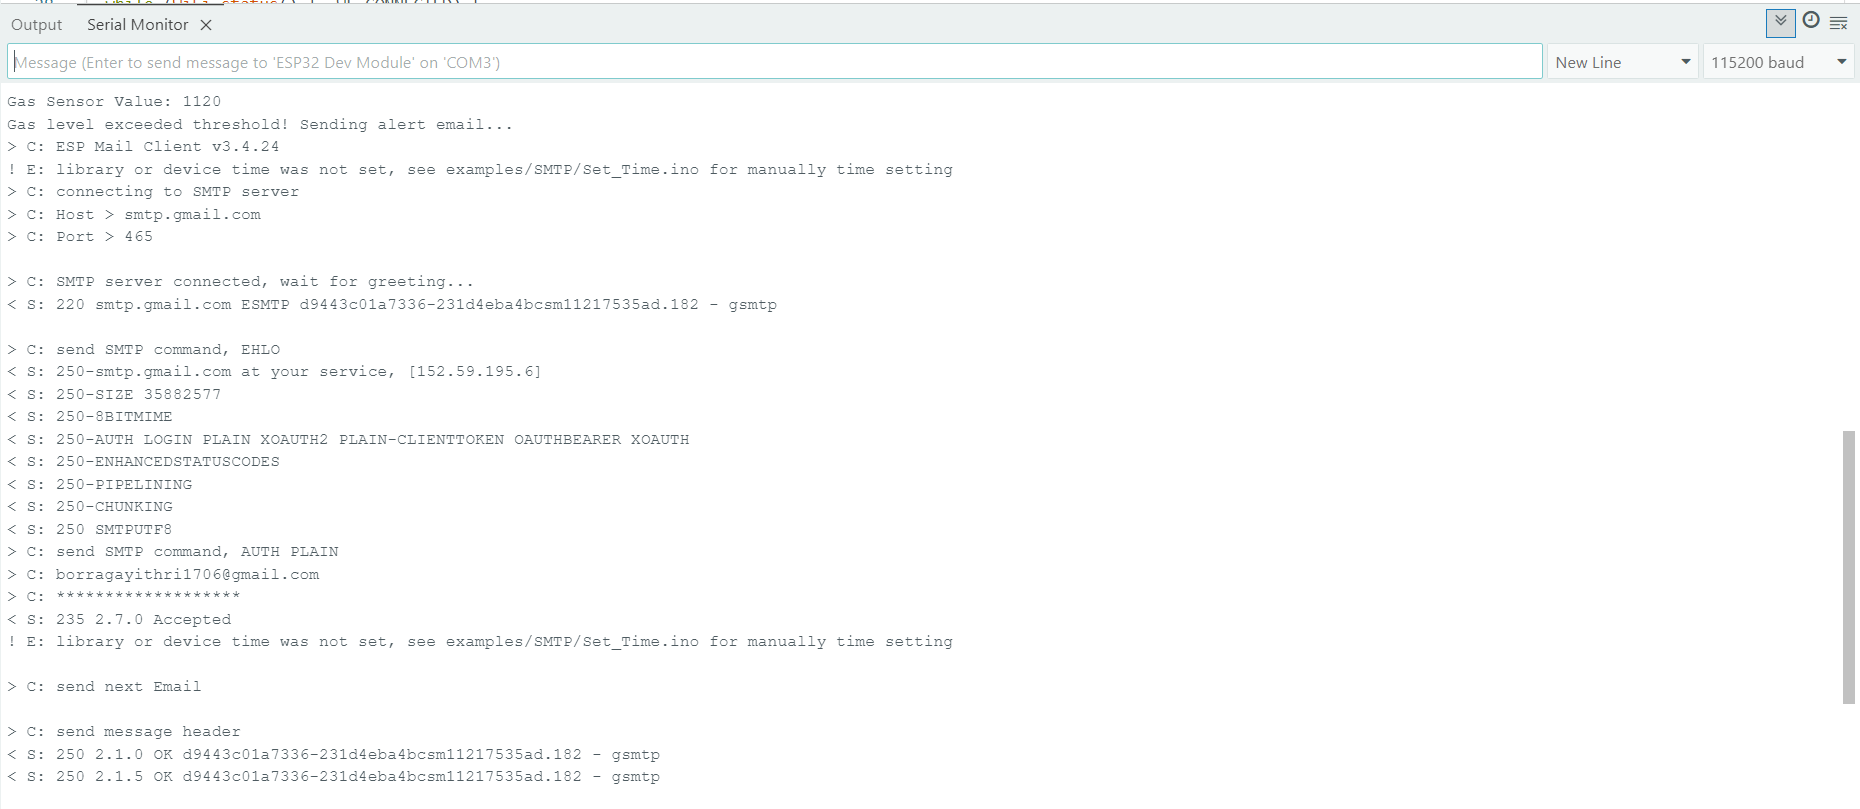 Output Serial Monitor
Message (Enter to send message to 'ESP32 Dev Module' on 'COM3') New Line 115200 baud
Gas Sensor Value: 1120
Gas level exceeded threshold! Sending alert email...
> C: ESP Mail Client v3.4.24
! E: library or device time was not set, see examples/SMTP/Set_Time.ino for manually time setting
> C: connecting to SMTP server
> C: Host > smtp.gmail.com
> C: Port > 465
> C: SMTP server connected, wait for greeting...
< S: 220 smtp.gmail.com ESMTP d9443c01a7336-231d4eba4bcsm11217535ad.182 - gsmtp
> C: send SMTP command, EHLO
< S: 250-smtp.gmail.com at your service, [152.59.195.6]
< S: 250-SIZE 35882577
< S: 250-8BITMIME
< S: 250-AUTH LOGIN PLAIN XOAUTH2 PLAIN-CLIENTTOKEN OAUTHBEARER XOAUTH
< S: 250-ENHANCEDSTATUSCODES
< S: 250-PIPELINING
< S: 250-CHUNKING
< S: 250 SMTPUTF8
> C: send SMTP command, AUTH PLAIN
> C: borragayithri1706@gmail.com
> C: *******************
< S: 235 2.7.0 Accepted
! E: library or device time was not set, see examples/SMTP/Set_Time.ino for manually time setting
> C: send next Email
> C: send message header
< S: 250 2.1.0 OK d9443c01a7336-231d4eba4bcsm11217535ad.182 - gsmtp
< S: 250 2.1.5 OK d9443c01a7336-231d4eba4bcsm11217535ad.182 - gsmtp